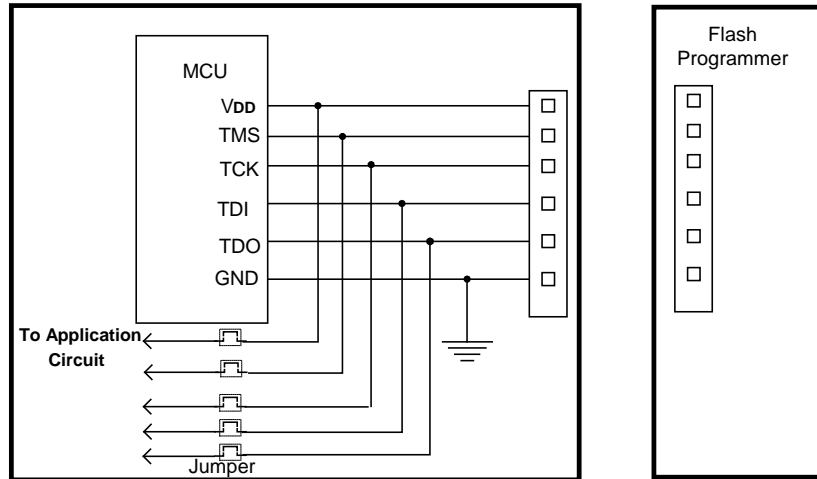 MCU
VDD
TMS
TCK
TDI
TDO
GND
To Application
Circuit
Jumper
Flash
Programmer